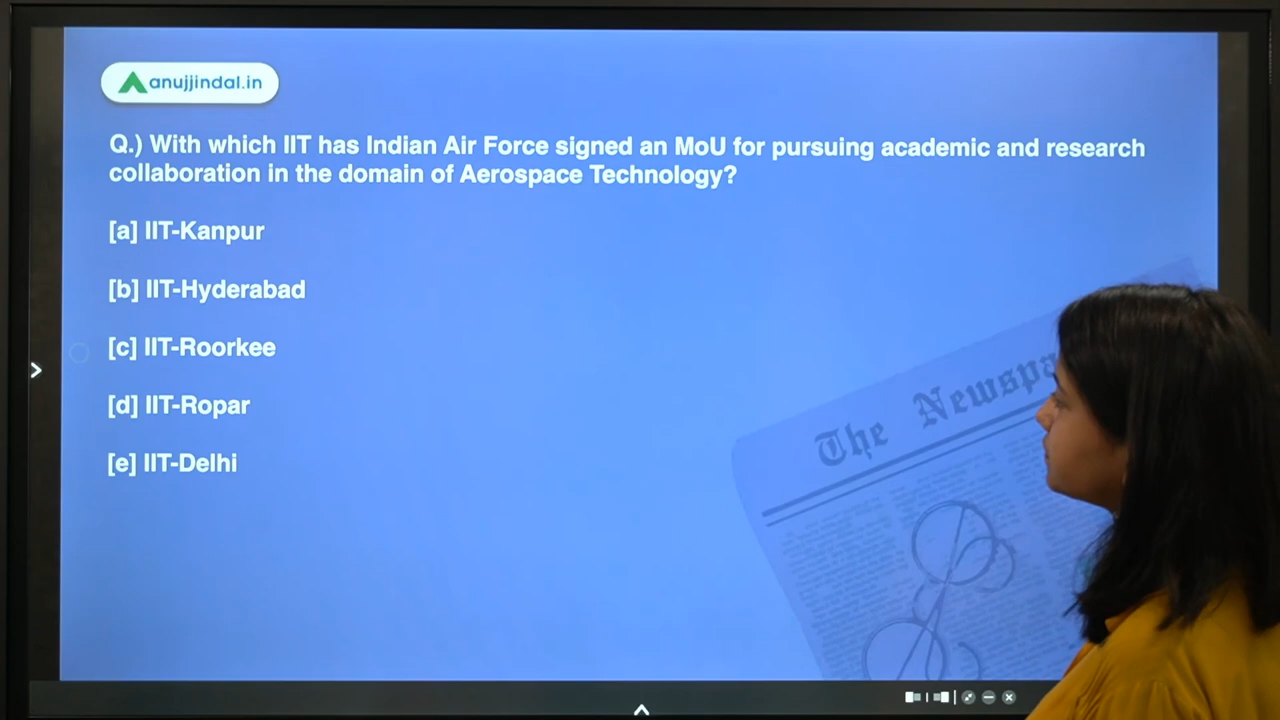 anujjindal.in
Q.) With which IIT has Indian Air Force signed an MoU for pursuing academic and research
collaboration in the domain of Aerospace Technology?
[a] IIT-Kanpur
[b] IIT-Hyderabad
[c] IIT-Roorkee
[d] IIT-Ropar
[e] IIT-Delhi
The Newspa